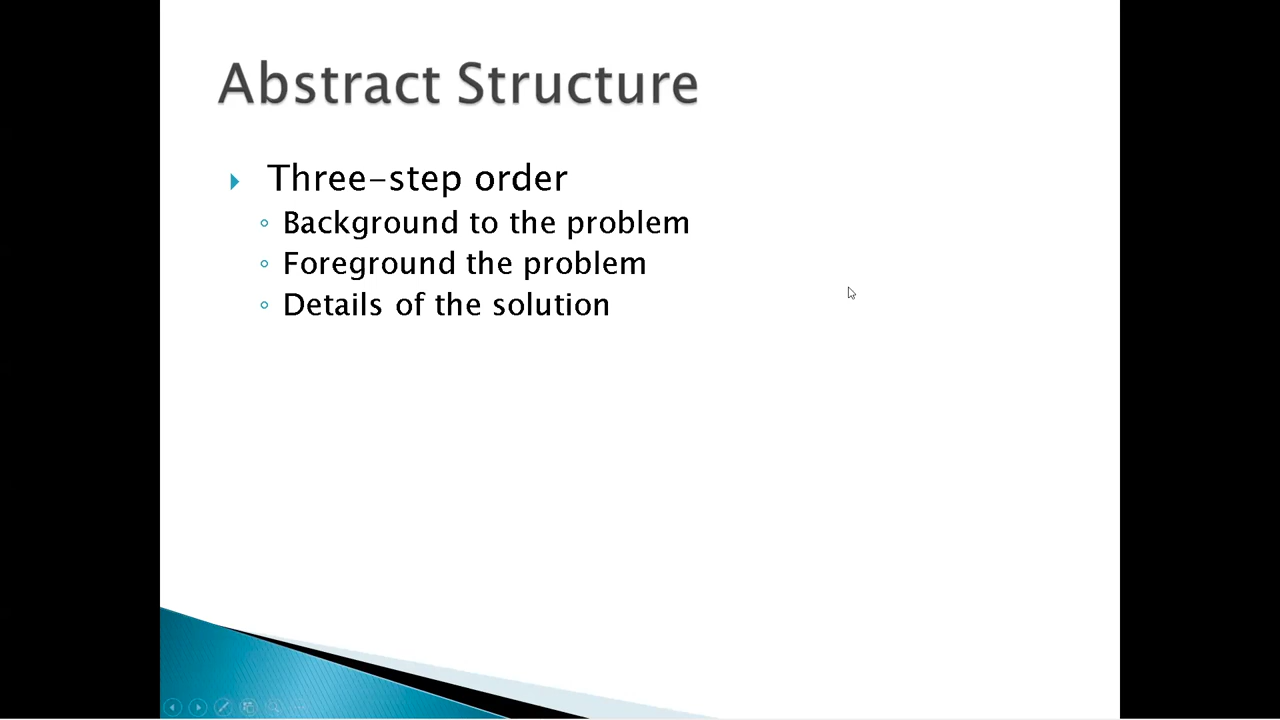 Abstract Structure
Three-step order
Background to the problem
Foreground the problem
Details of the solution